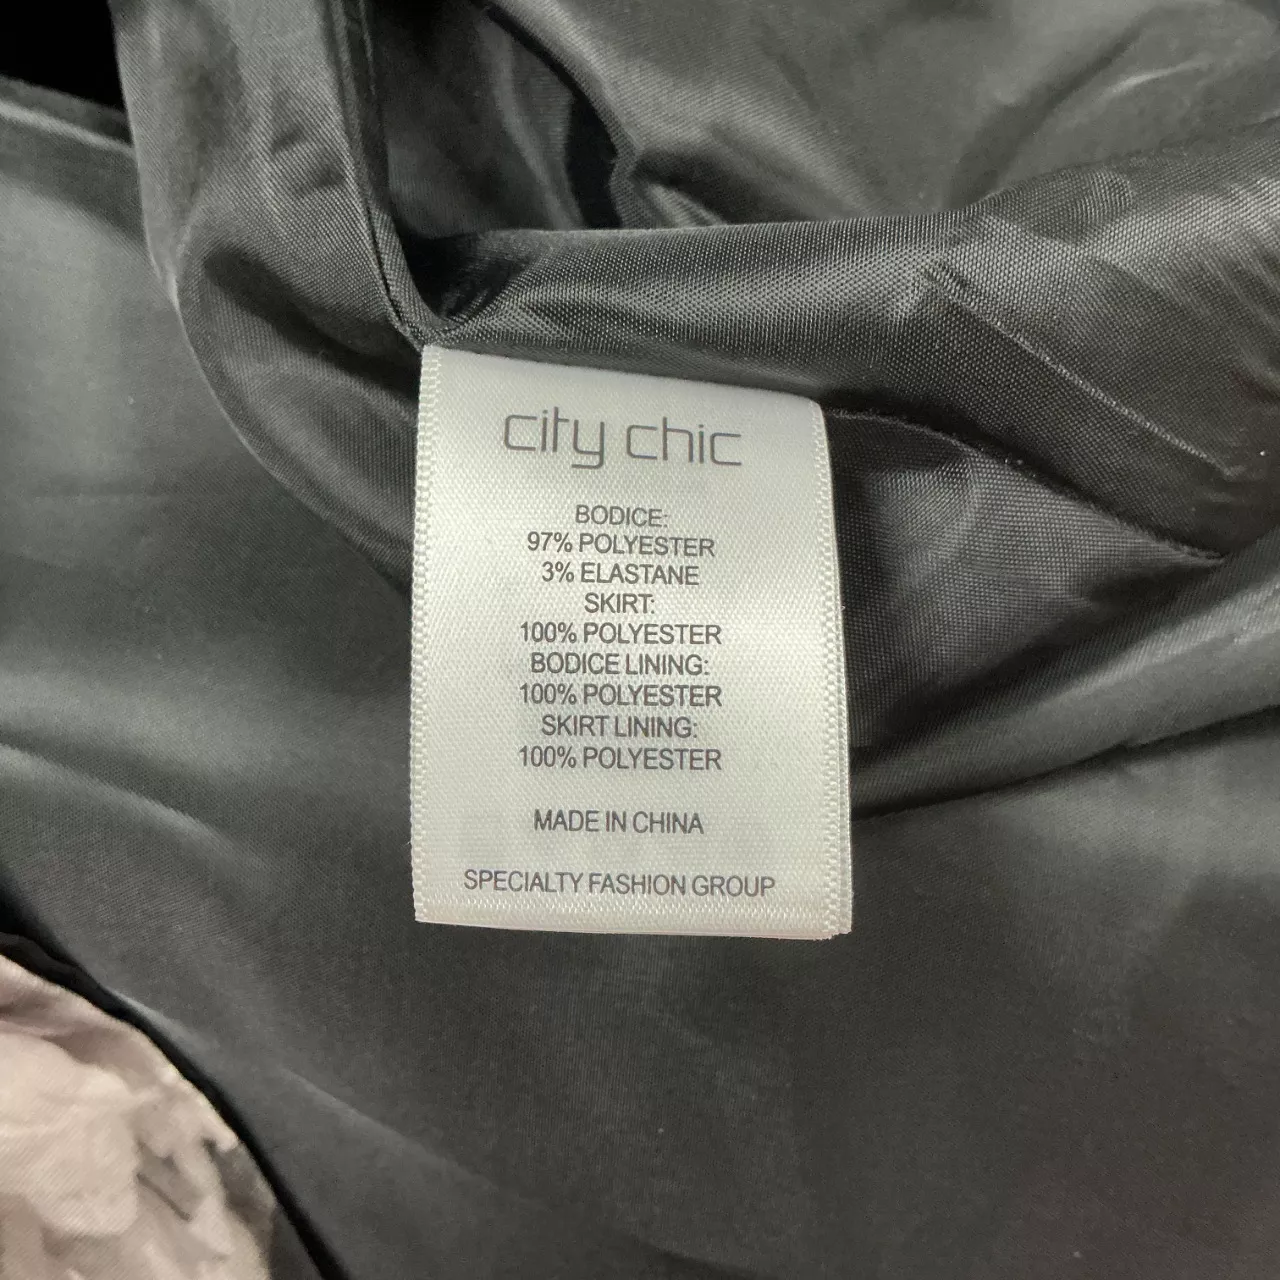 city chic
BODICE:
97% POLYESTER
3% ELASTANE
SKIRT:
100% POLYESTER
BODICE LINING:
100% POLYESTER
SKIRT LINING:
100% POLYESTER
MADE IN CHINA
SPECIALTY FASHION GROUP